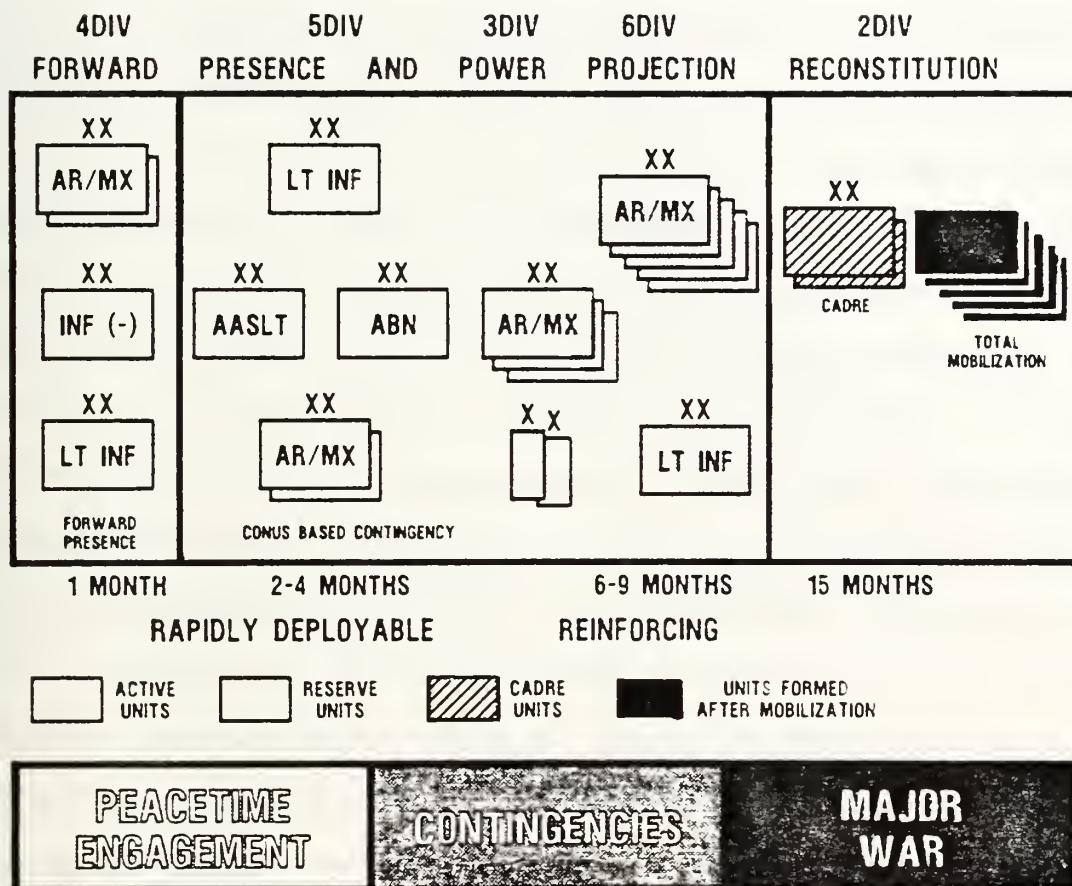 4DIV 5DIV 3DIV 6DIV 2DIV
FORWARD PRESENCE AND POWER PROJECTION RECONSTITUTION
XX
AR/MX
XX
INF (-)
XX
LT INF
FORWARD
PRESENCE
XX
LT INF
XX XX
AASLT ABN
XX
AR/MX
CONUS BASED CONTINGENCY
XX
AR/MX
X X
XX
AR/MX
XX
LT INF
XX
CADRE
TOTAL
MOBILIZATION
1 MONTH 2-4 MONTHS 6-9 MONTHS 15 MONTHS
RAPIDLY DEPLOYABLE REINFORCING
ACTIVE
UNITS
RESERVE
UNITS
CADRE
UNITS
UNITS FORMED
AFTER MOBILIZATION
PEACETIME
ENGAGEMENT
CONTINGENCIES
MAJOR
WAR